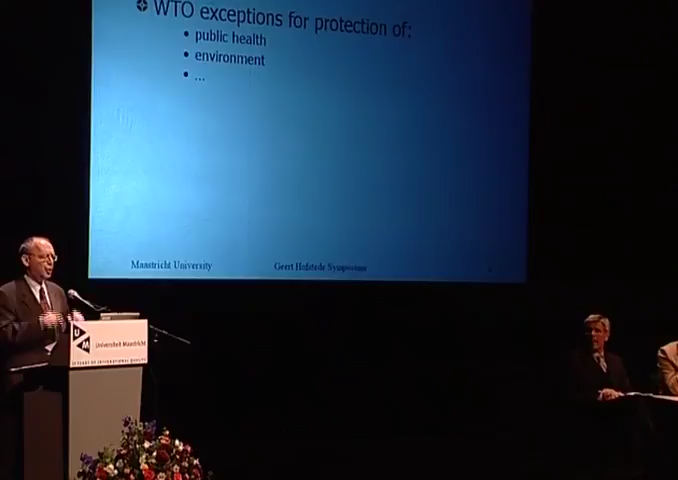 WTO exceptions for protection of:
• public health
• environment
• ...
Maastricht University
Geert Hofstede Symposium
U
M
Universiteit Maastricht